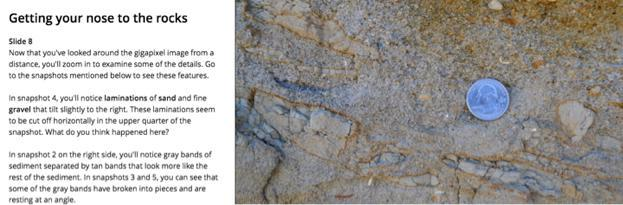 Getting your nose to the rocks
Slide 8
Now that you've looked around the gigapixel image from a
distance, you'll zoom in to examine some of the details. Go
to the snapshots mentioned below to see these features.
In snapshot 4, you'll notice laminations of sand and fine
gravel that tilt slightly to the right. These laminations seem
to be cut off horizontally in the upper quarter of the
snapshot. What do you think happened here?
In snapshot 2 on the right side, you'll notice gray bands of
sediment separated by tan bands that look more like the
rest of the sediment. In snapshots 3 and 5, you can see that
some of the gray bands have broken into pieces and are
resting at an angle.